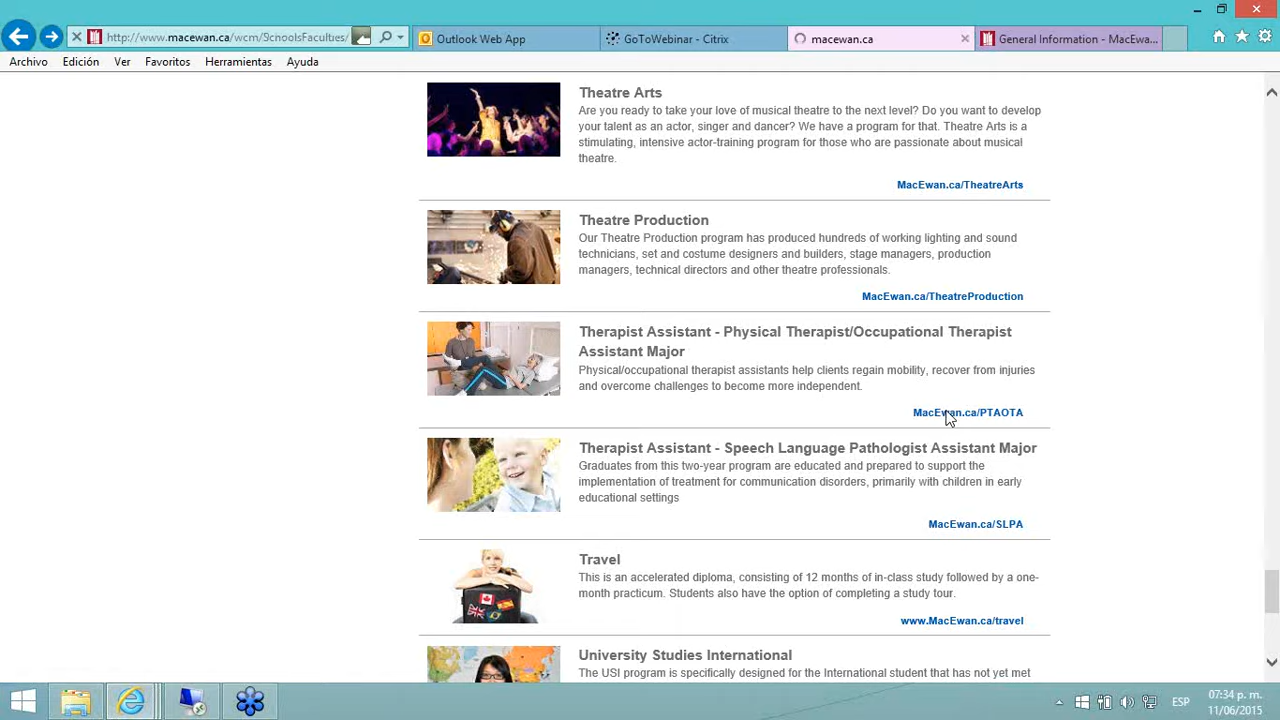 http://www.macewan.ca/wcm/SchoolsFaculties/
Outlook Web App
GoToWebinar - Citrix
macewan.ca
General Information - MacEwa...
Archivo Edición Ver Favoritos Herramientas Ayuda
Theatre Arts
Are you ready to take your love of musical theatre to the next level? Do you want to develop
your talent as an actor, singer and dancer? We have a program for that. Theatre Arts is a
stimulating, intensive actor-training program for those who are passionate about musical
theatre.
MacEwan.ca/TheatreArts
Theatre Production
Our Theatre Production program has produced hundreds of working lighting and sound
technicians, set and costume designers and builders, stage managers, production
managers, technical directors and other theatre professionals.
MacEwan.ca/TheatreProduction
Therapist Assistant - Physical Therapist/Occupational Therapist
Assistant Major
Physical/occupational therapist assistants help clients regain mobility, recover from injuries
and overcome challenges to become more independent.
MacEwan.ca/PTAOTA
Therapist Assistant - Speech Language Pathologist Assistant Major
Graduates from this two-year program are educated and prepared to support the
implementation of treatment for communication disorders, primarily with children in early
educational settings
MacEwan.ca/SLPA
Travel
This is an accelerated diploma, consisting of 12 months of in-class study followed by a one-
month practicum. Students also have the option of completing a study tour.
www.MacEwan.ca/travel
University Studies International
The USI program is specifically designed for the International student that has not yet met
ESP
07:34 p. m.
11/06/2015